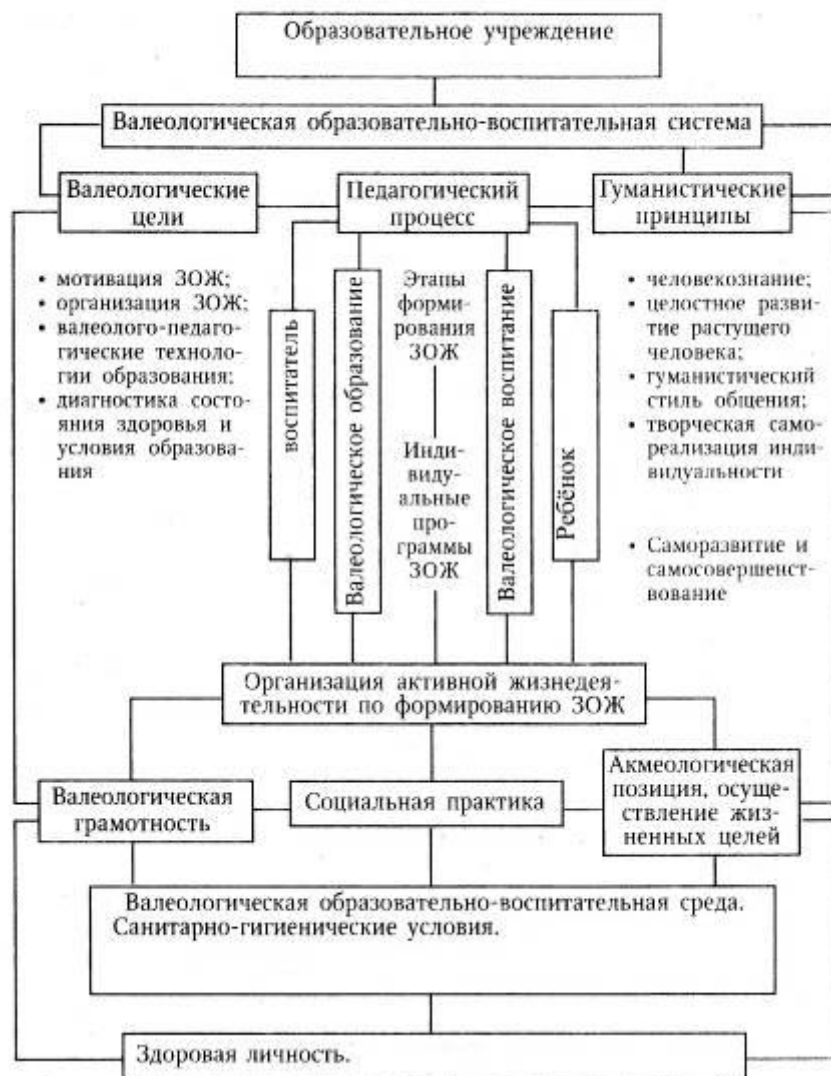 Образовательное учреждение
Валеологическая образовательно-воспитательная система
Валеологические
цели
Педагогический
процесс
Гуманистические
принципы
• мотивация ЗОЖ;
• организация ЗОЖ;
• валеолого-педаго-
гические техноло-
гии образования;
• диагностика состо-
яния здоровья и
условия образова-
ния
воспитатель
Валеологическое образование
Этапы
форми-
рования
ЗОЖ
Инди-
виду-
альные
про-
граммы
ЗОЖ
Валеологическое воспитание
Ребёнок
• человекознание;
• целостное разви-
тие растущего
человека;
• гуманистический
стиль общения;
• творческая само-
реализация инди-
видуальности
• Саморазвитие и
самосовершенст-
вование
Организация активной жизнедея-
тельности по формированию ЗОЖ
Валеологическая
грамотность
Социальная практика
Акмеологическая
позиция, осуще-
ствление жиз-
ненных целей
Валеологическая образовательно-воспитательная среда.
Санитарно-гигиенические условия.
Здоровая личность.